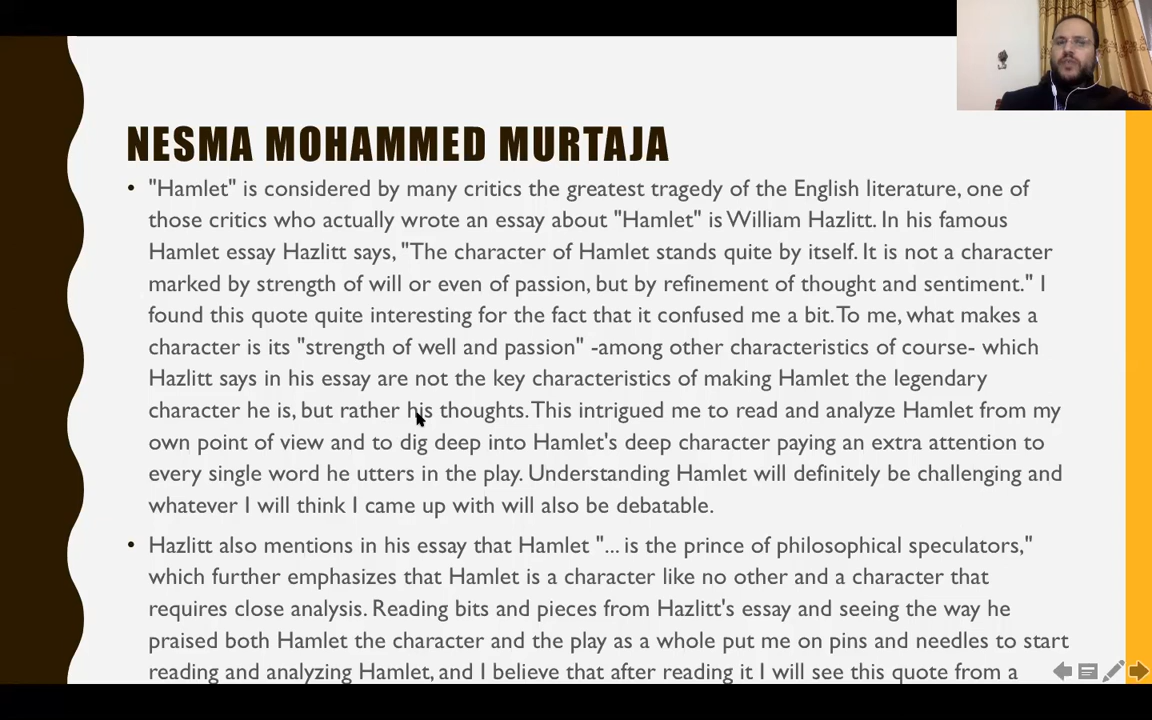 NESMA MOHAMMED MURTAJA
• "Hamlet" is considered by many critics the greatest tragedy of the English literature, one of
those critics who actually wrote an essay about "Hamlet" is William Hazlitt. In his famous
Hamlet essay Hazlitt says, "The character of Hamlet stands quite by itself. It is not a character
marked by strength of will or even of passion, but by refinement of thought and sentiment." I
found this quote quite interesting for the fact that it confused me a bit. To me, what makes a
character is its "strength of well and passion" -among other characteristics of course- which
Hazlitt says in his essay are not the key characteristics of making Hamlet the legendary
character he is, but rather his thoughts. This intrigued me to read and analyze Hamlet from my
own point of view and to dig deep into Hamlet's deep character paying an extra attention to
every single word he utters in the play. Understanding Hamlet will definitely be challenging and
whatever I will think I came up with will also be debatable.
• Hazlitt also mentions in his essay that Hamlet "... is the prince of philosophical speculators,"
which further emphasizes that Hamlet is a character like no other and a character that
requires close analysis. Reading bits and pieces from Hazlitt's essay and seeing the way he
praised both Hamlet the character and the play as a whole put me on pins and needles to start
reading and analyzing Hamlet, and I believe that after reading it I will see this quote from a